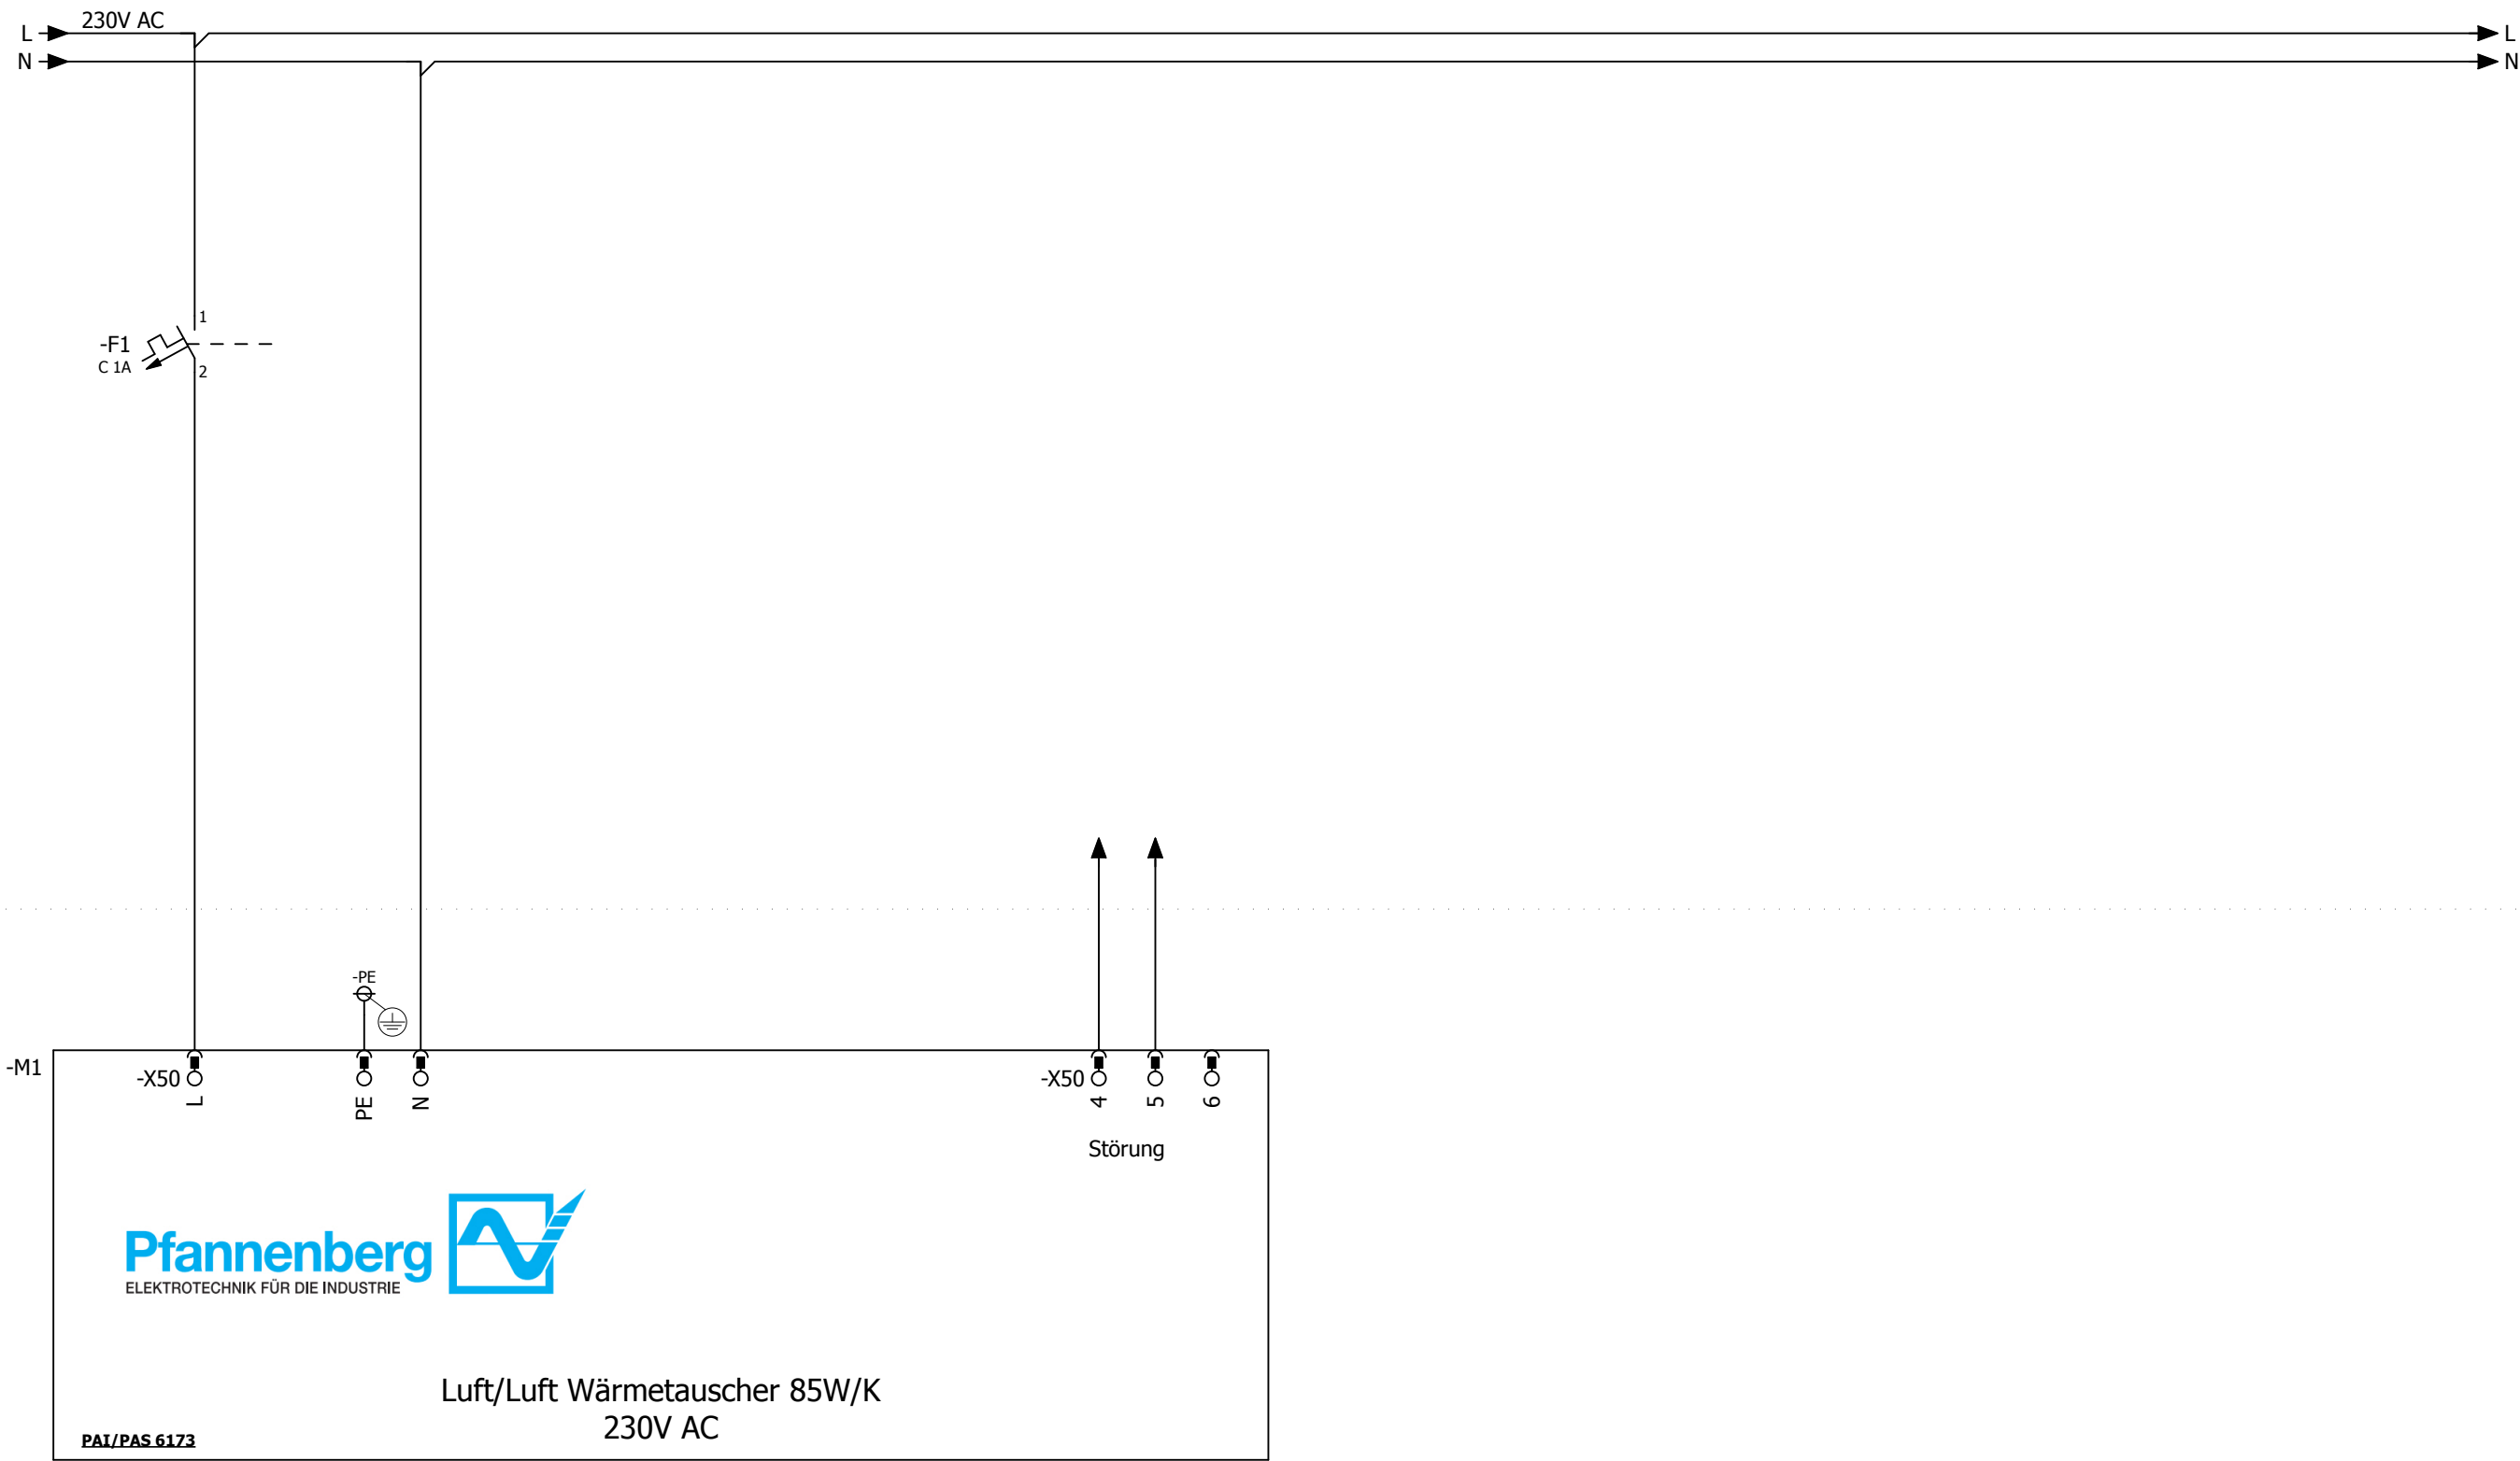 230V AC
L
L
N
N
1
-F1
C 1A
2
-PE
-M1
-X50
L
PE
N
-X50
4
5
6
Störung
Pfannenberg
ELEKTROTECHNIK FÜR DIE INDUSTRIE
Luft/Luft Wärmetauscher 85W/K
230V AC
PAI/PAS 6173